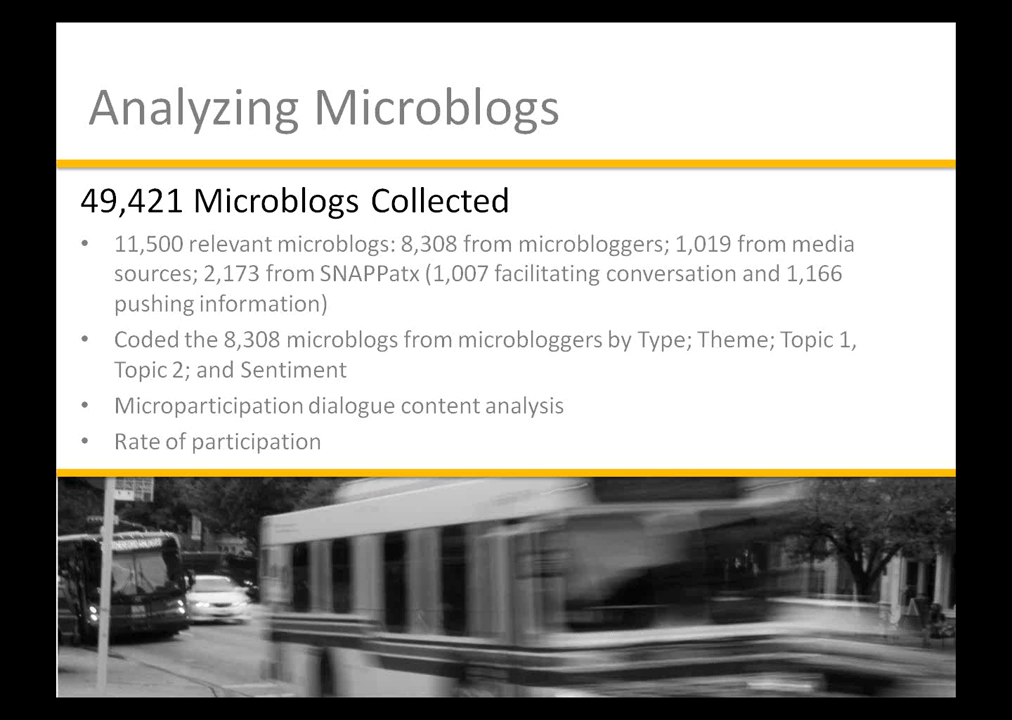 Analyzing Microblogs
49,421 Microblogs Collected
• 11,500 relevant microblogs: 8,308 from microbloggers; 1,019 from media
sources; 2,173 from SNAPPatx (1,007 facilitating conversation and 1,166
pushing information)
• Coded the 8,308 microblogs from microbloggers by Type; Theme; Topic 1,
Topic 2; and Sentiment
• Microparticipation dialogue content analysis
• Rate of participation